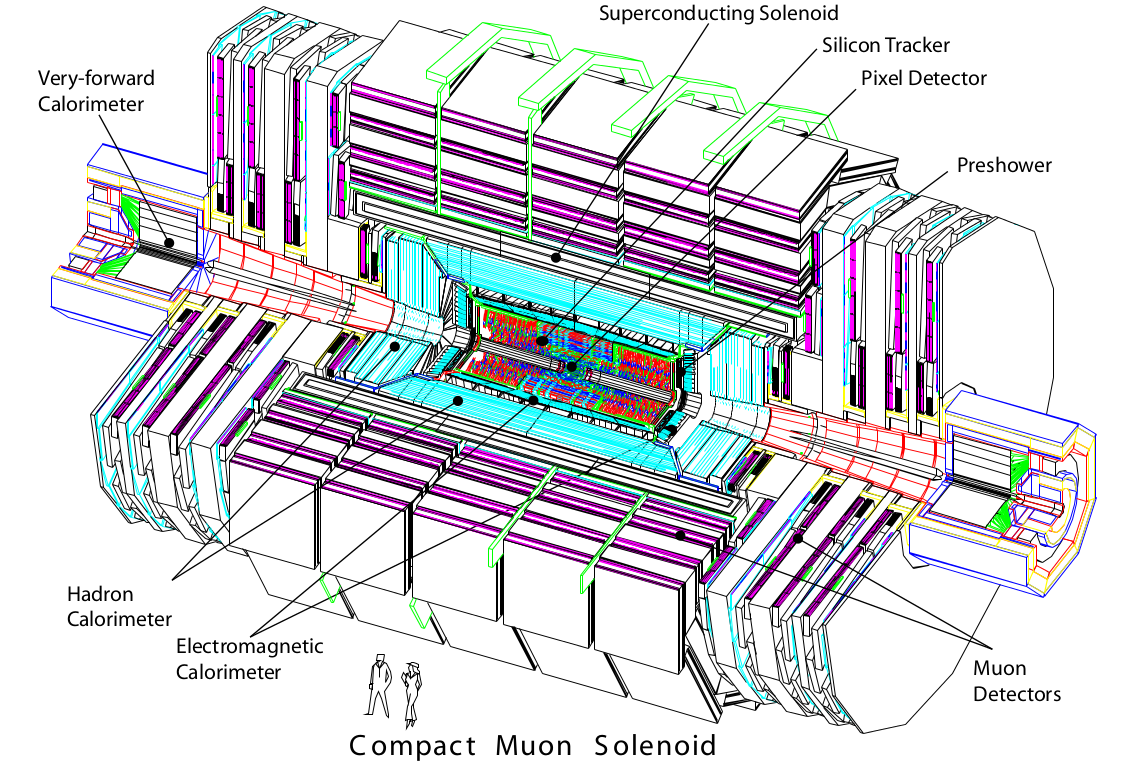 Superconducting Solenoid
Silicon Tracker
Very-forward
Calorimeter
Pixel Detector
Preshower
Hadron
Calorimeter
Electromagnetic
Calorimeter
Muon
Detectors
Compact Muon Solenoid